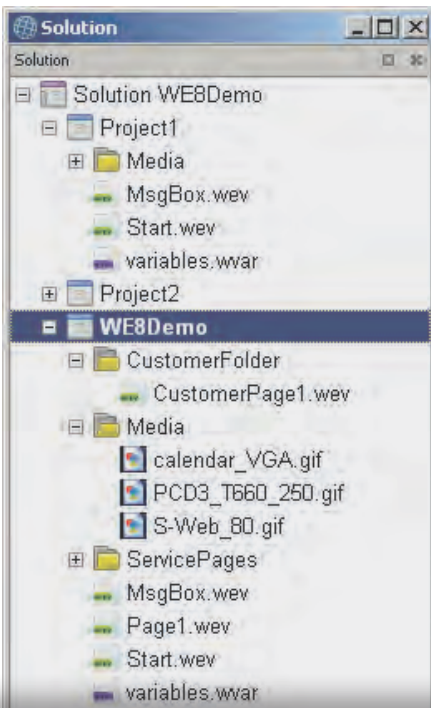 Solution
Solution
Solution WE8Demo
Project1
Media
MsgBox.wev
Start.wev
variables.wvar
Project2
WE8Demo
CustomerFolder
CustomerPage1.wev
Media
calendar_VGA.gif
PCD3_T660_250.gif
S-Web_80.gif
ServicePages
MsgBox.wev
Page1.wev
Start.wev
variables.wvar